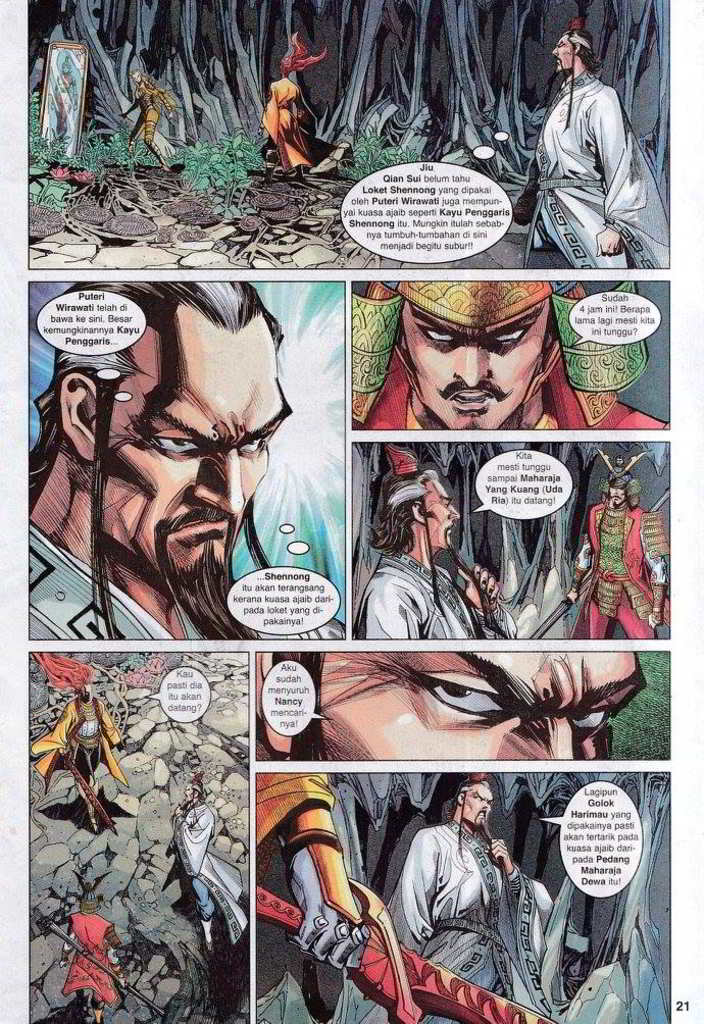 Jiu
Qian Sui belum tahu
Loket Shennong yang dipakai
oleh Puteri Wirawati juga mempun-
yai kuasa ajaib seperti Kayu Penggaris
Shennong itu. Mungkin itulah sebab-
nya tumbuh-tumbahan di sini
menjadi begitu subur!!
Puteri
Wirawati telah di
bawa ke sini. Besar
kemungkinannya Kayu
Penggaris...
...Shennong
itu akan terangsang
kerana kuasa ajaib dari-
pada loket yang di-
pakainya!
Sudah
4 jam ini! Berapa
lama lagi mesti kita
ini tunggu?
Kita
mesti tunggu
sampai Maharaja
Yang Kuang (Uda
Ria) itu datang!
Kau
pasti dia
itu akan
datang?
Aku
sudah
menyuruh
Nancy
mencari-
nya!
Lagipun
Golok
Harimau yang
dipakainya pasti
akan tertarik pada
kuasa ajaib dari-
pada Pedang
Maharaja
Dewa itu!
21